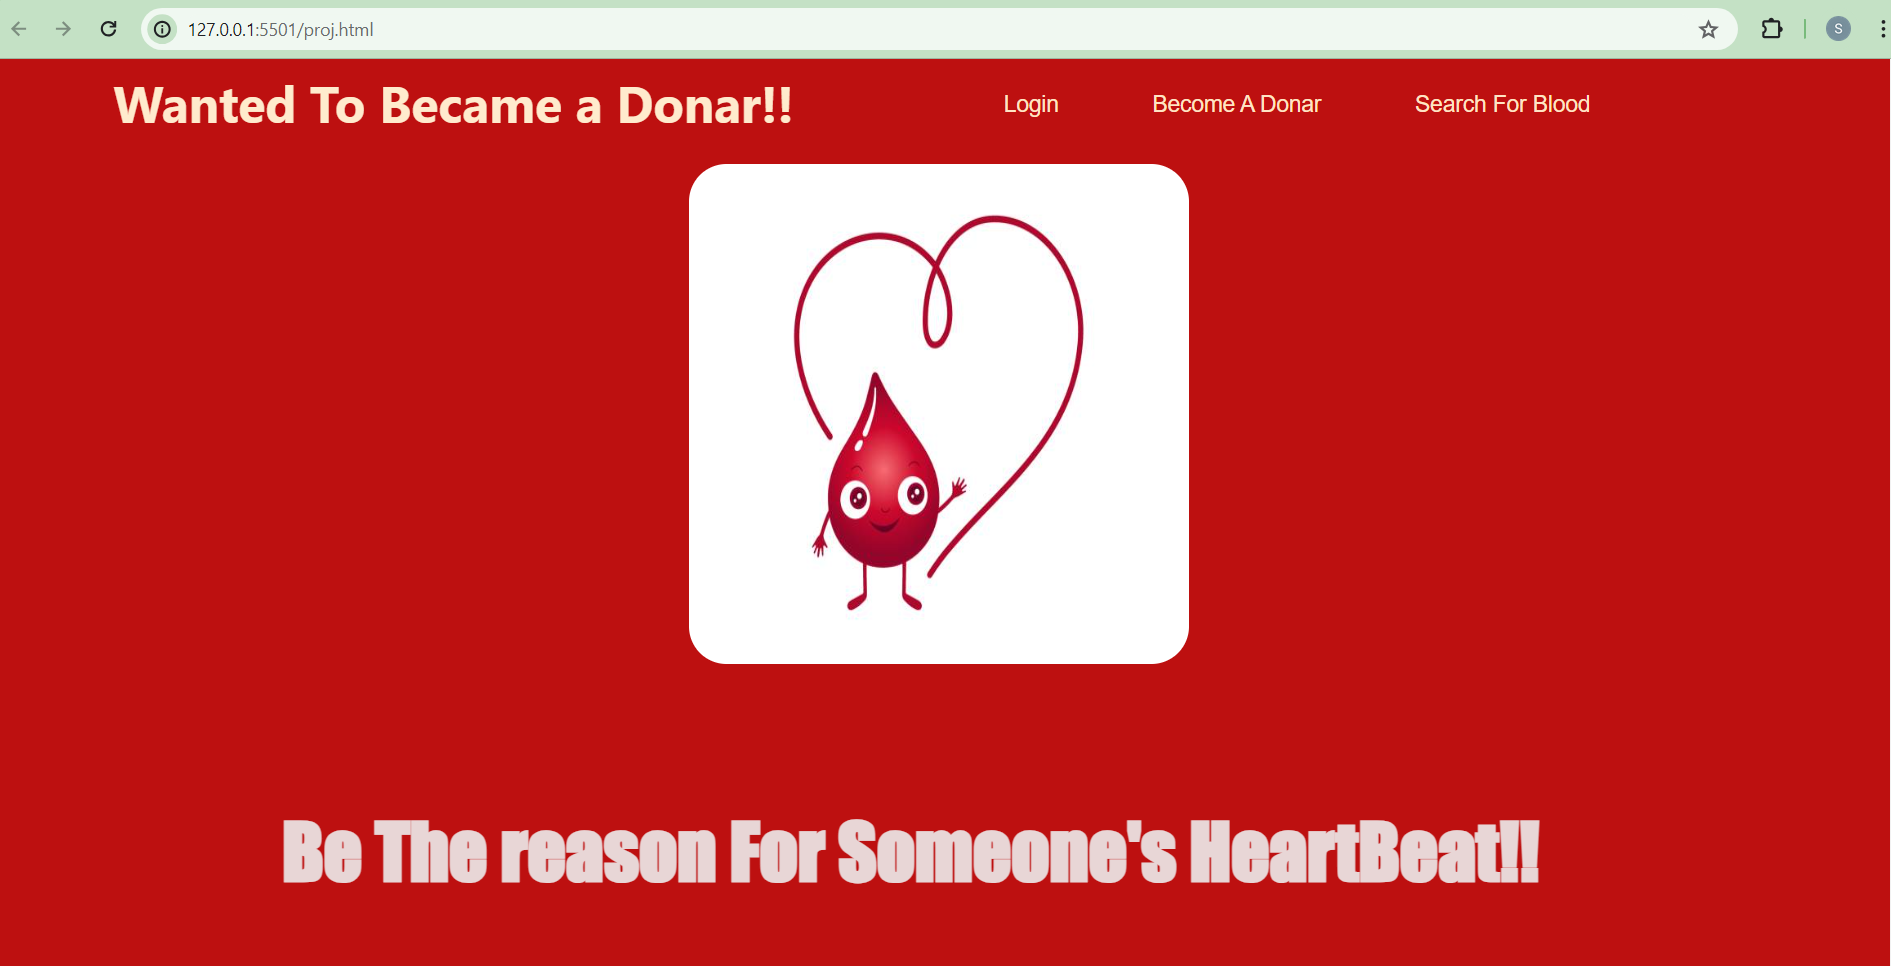 127.0.0.1:5501/proj.html
S
Wanted To Became a Donar!!
Login
Become A Donar
Search For Blood
Be The reason For Someone's HeartBeat!!